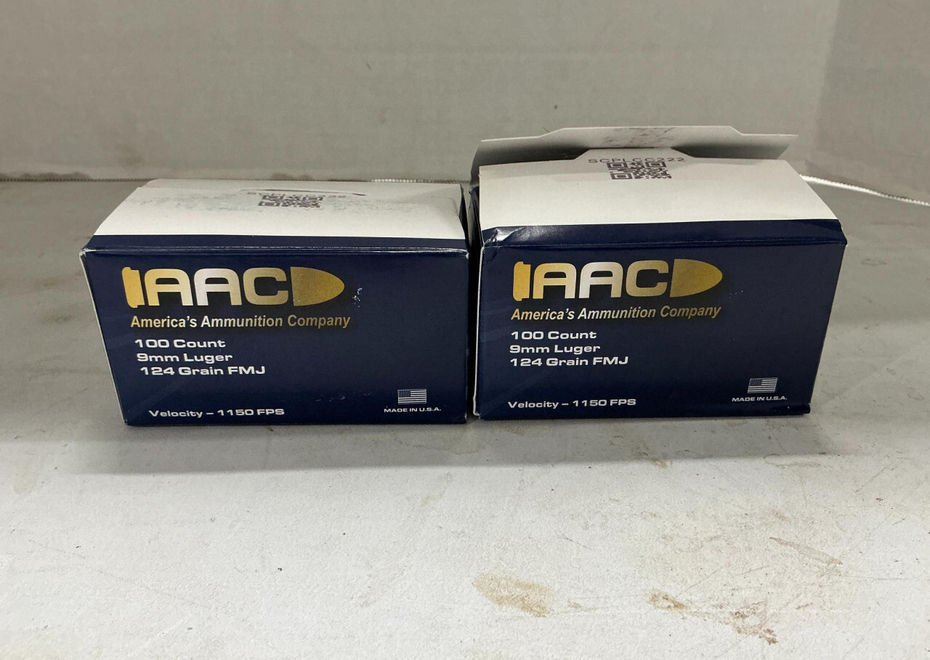 AAC
America's Ammunition Company
100 Count
9mm Luger
124 Grain FMJ
Velocity – 1150 FPS
MADE IN U.S.A.
AAC
America's Ammunition Company
100 Count
9mm Luger
124 Grain FMJ
Velocity – 1150 FPS
MADE IN U.S.A.